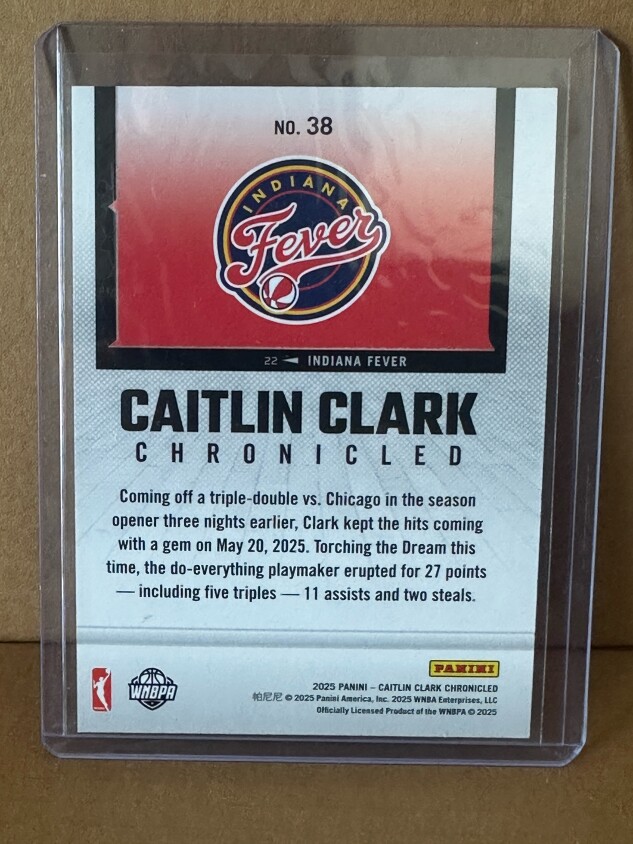 NO. 38
INDIANA
Fever
22 INDIANA FEVER
CAITLIN CLARK
CHRONICLED
Coming off a triple-double vs. Chicago in the season
opener three nights earlier, Clark kept the hits coming
with a gem on May 20, 2025. Torching the Dream this
time, the do-everything playmaker erupted for 27 points
— including five triples — 11 assists and two steals.
PANINI
WNBPA
2025 PANINI – CAITLIN CLARK CHRONICLED
帕尼尼 © 2025 Panini America, Inc. 2025 WNBA Enterprises, LLC
Officially Licensed Product of the WNBPA © 2025